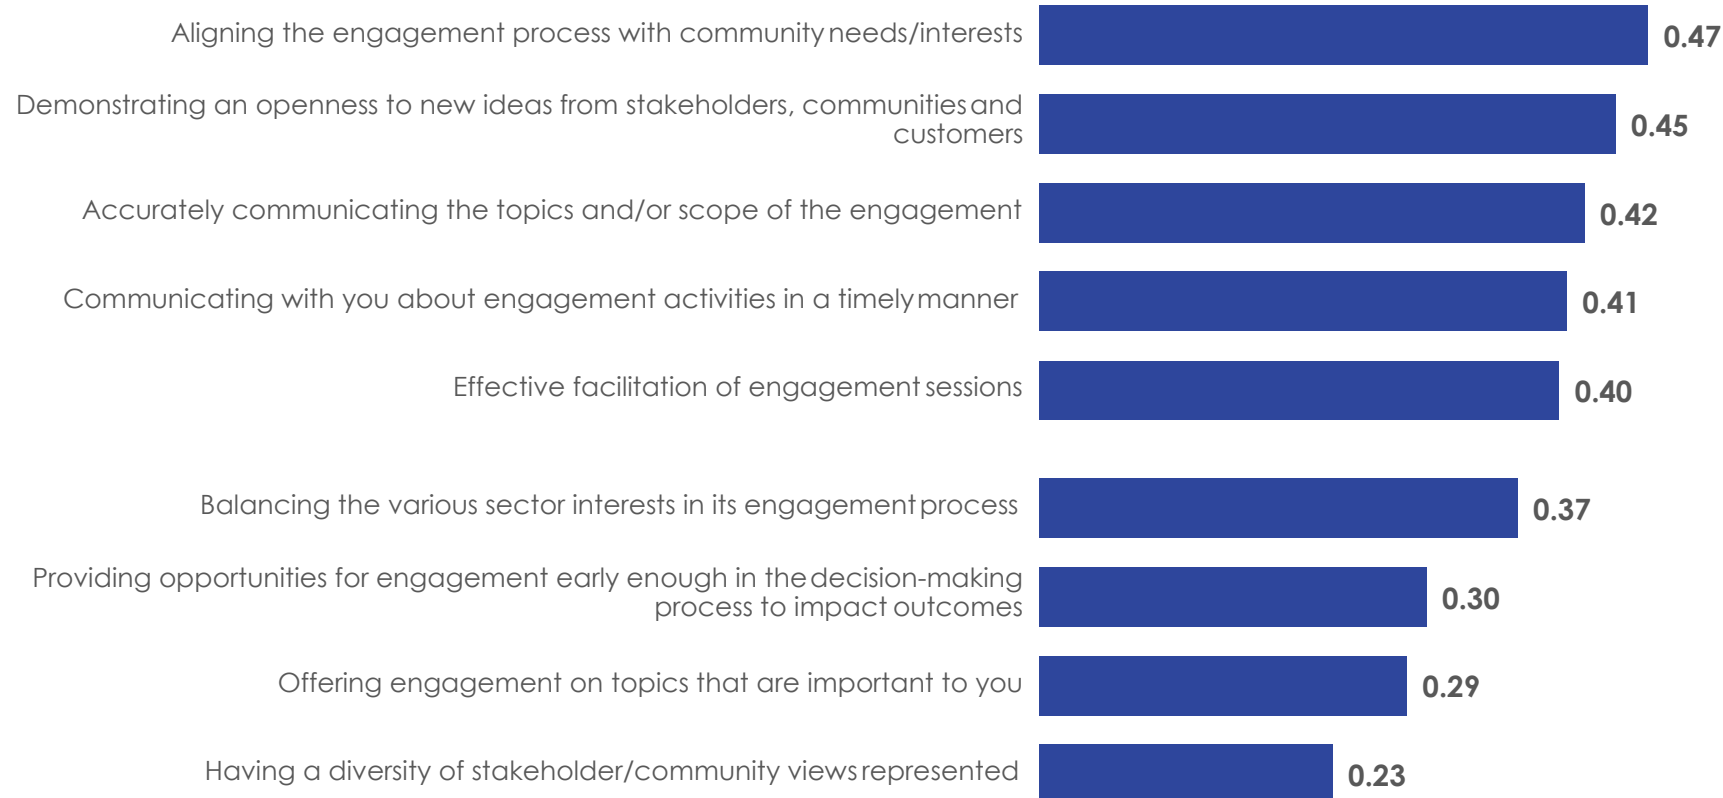 Aligning the engagement process with community needs/interests
0.47
Demonstrating an openness to new ideas from stakeholders, communities and
customers
0.45
Accurately communicating the topics and/or scope of the engagement
0.42
Communicating with you about engagement activities in a timely manner
0.41
Effective facilitation of engagement sessions
0.40
Balancing the various sector interests in its engagement process
0.37
Providing opportunities for engagement early enough in the decision-making
process to impact outcomes
0.30
Offering engagement on topics that are important to you
0.29
Having a diversity of stakeholder/community views represented
0.23